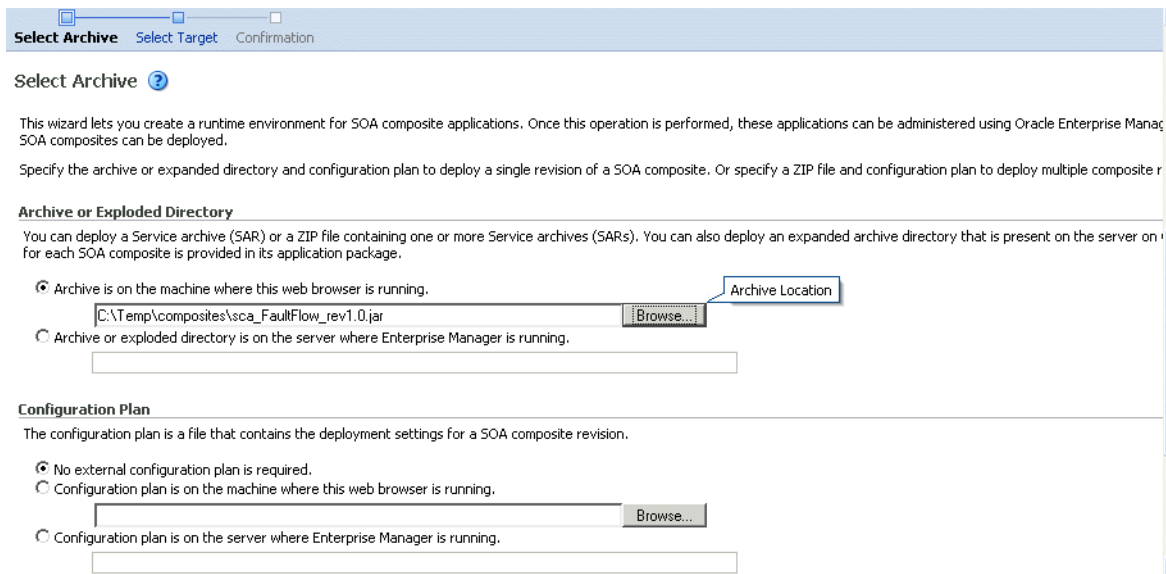 Select Archive Select Target Confirmation
Select Archive ?
This wizard lets you create a runtime environment for SOA composite applications. Once this operation is performed, these applications can be administered using Oracle Enterprise Manag
SOA composites can be deployed.
Specify the archive or expanded directory and configuration plan to deploy a single revision of a SOA composite. Or specify a ZIP file and configuration plan to deploy multiple composite r
Archive or Exploded Directory
You can deploy a Service archive (SAR) or a ZIP file containing one or more Service archives (SARs). You can also deploy an expanded archive directory that is present on the server on
for each SOA composite is provided in its application package.
Archive is on the machine where this web browser is running.
Archive Location
C:\Temp\composites\sca_FaultFlow_rev1.0.jar Browse...
Archive or exploded directory is on the server where Enterprise Manager is running.
Configuration Plan
The configuration plan is a file that contains the deployment settings for a SOA composite revision.
No external configuration plan is required.
Configuration plan is on the machine where this web browser is running.
Browse...
Configuration plan is on the server where Enterprise Manager is running.